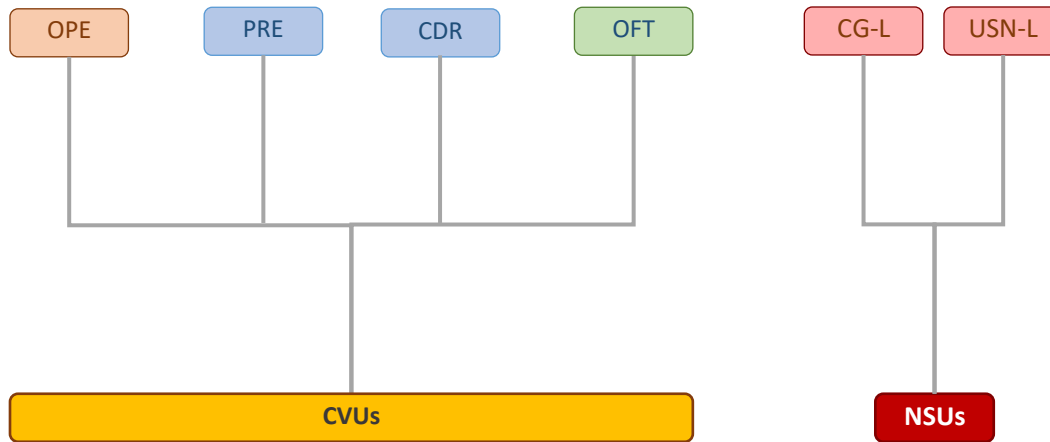 OPE
PRE
CDR
OFT
CG-L
USN-L
CVUs
NSUs